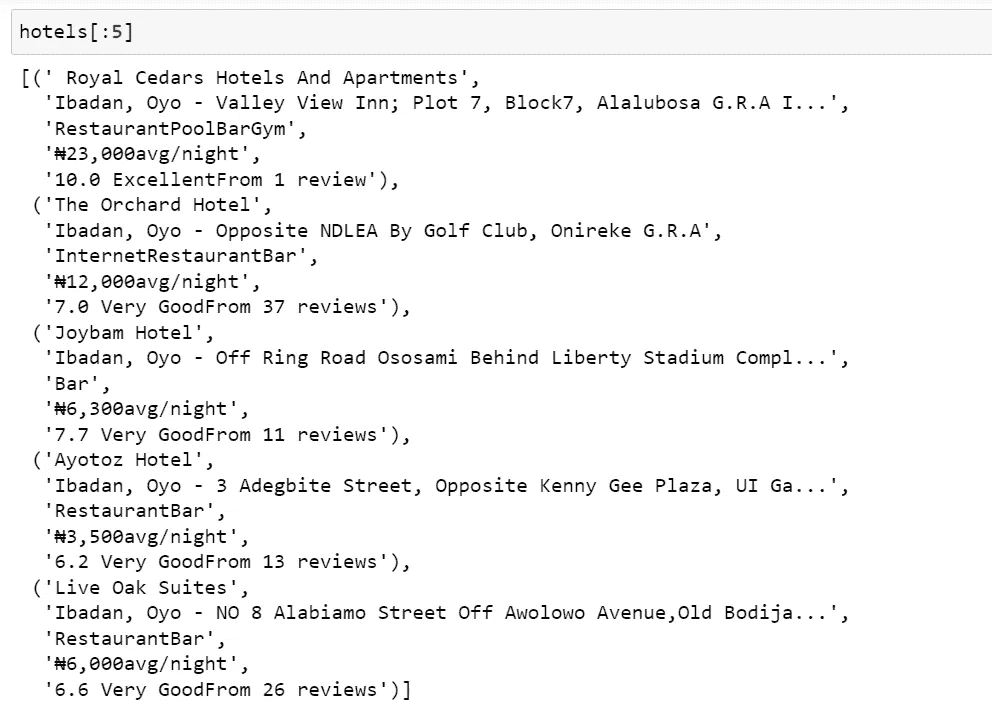 hotels[:5]
[(' Royal Cedars Hotels And Apartments',
'Ibadan, Oyo - Valley View Inn; Plot 7, Block7, Alalubosa G.R.A I...',
'RestaurantPoolBarGym',
'₦23,000avg/night',
'10.0 ExcellentFrom 1 review'),
('The Orchard Hotel',
'Ibadan, Oyo - Opposite NDLEA By Golf Club, Onireke G.R.A',
'InternetRestaurantBar',
'₦12,000avg/night',
'7.0 Very GoodFrom 37 reviews'),
('Joybam Hotel',
'Ibadan, Oyo - Off Ring Road Ososami Behind Liberty Stadium Compl...',
'Bar',
'₦6,300avg/night',
'7.7 Very GoodFrom 11 reviews'),
('Ayotoz Hotel',
'Ibadan, Oyo - 3 Adegbite Street, Opposite Kenny Gee Plaza, UI Ga...',
'RestaurantBar',
'₦3,500avg/night',
'6.2 Very GoodFrom 13 reviews'),
('Live Oak Suites',
'Ibadan, Oyo - NO 8 Alabiamo Street Off Awolowo Avenue,Old Bodija...',
'RestaurantBar',
'₦6,000avg/night',
'6.6 Very GoodFrom 26 reviews')]